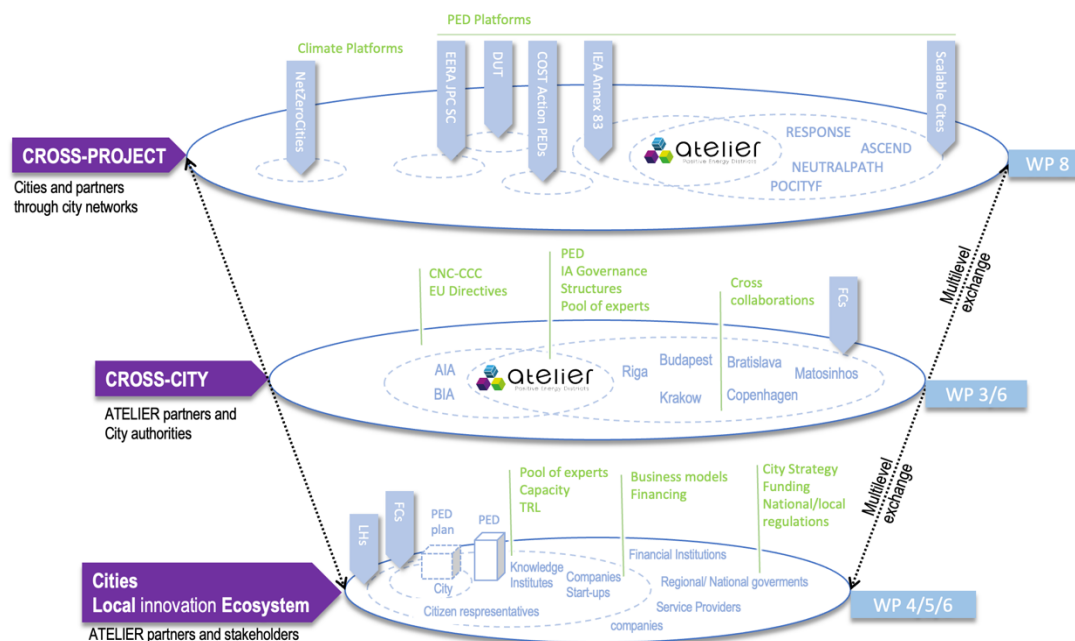 PED Platforms
Climate Platforms
NetZeroCities
EERA JPC SC
DUT
COST Action PEDs
IEA Annex 83
Scalable Cites
CROSS-PROJECT
Cities and partners
through city networks
atelier
Positive Energy Districts
RESPONSE
ASCEND
NEUTRALPATH
POCITYF
WP 8
Multilevel
exchange
CNC-CCC
EU Directives
PED
IA Governance
Structures
Pool of experts
Cross
collaborations
FCs
CROSS-CITY
ATELIER partners and
City authorities
AIA
BIA
atelier
Positive Energy Districts
Riga
Budapest
Krakow
Bratislava
Copenhagen
Matosinhos
WP 3/6
Multilevel
exchange
Pool of experts
Capacity
TRL
Business models
Financing
City Strategy
Funding
National/local
regulations
LHs
FCs
PED
plan
PED
City
Knowledge
Institutes
Companies
Start-ups
Citizen respresentatives
Financial Institutions
Regional/ National goverments
Service Providers
companies
Cities
Local innovation Ecosystem
ATELIER partners and stakeholders
WP 4/5/6